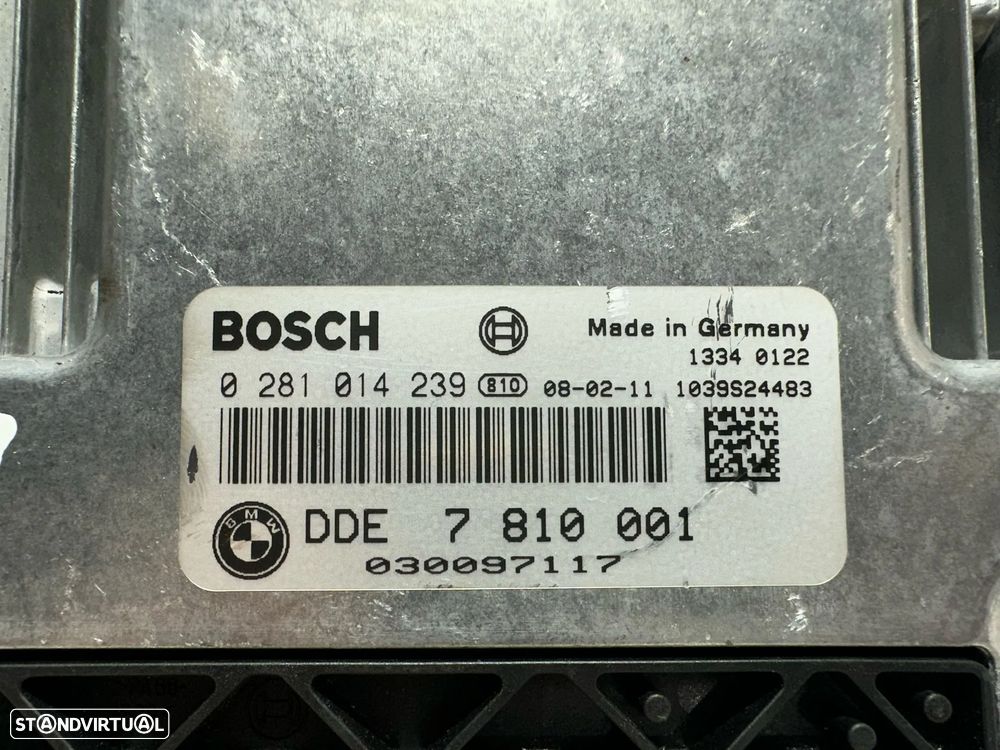 BOSCH
Made in Germany
1334 0122
0 281 014 239 810 08-02-11 1039S24483
BMW
DDE 7 810 001
030097117
STANDVIRTUAL